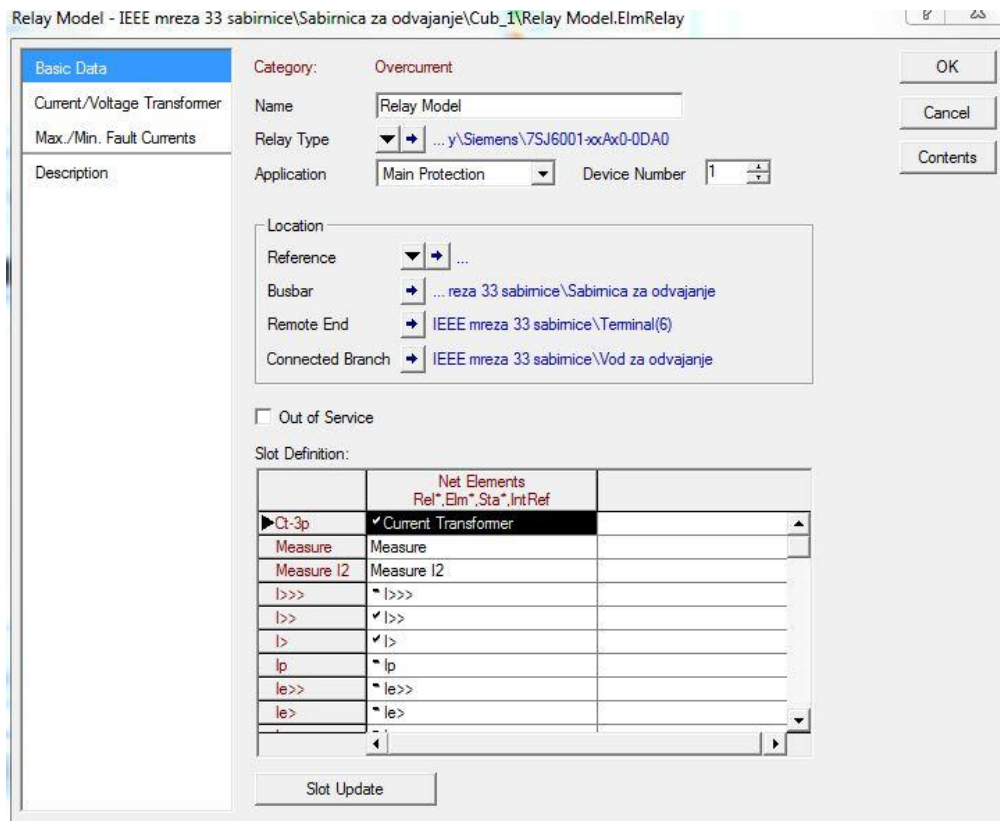 Relay Model - IEEE mreza 33 sabirnice\Sabirnica za odvajanje\Cub_1\Relay Model.ElmRelay
Basic Data
Current/Voltage Transformer
Max./Min. Fault Currents
Description
Category: Overcurrent
Name Relay Model
Relay Type ... y\Siemens\7SJ6001-xxAx0-0DA0
Application Main Protection Device Number 1
Location
Reference ...
Busbar ... reza 33 sabirnice\Sabirnica za odvajanje
Remote End IEEE mreza 33 sabirnice\Terminal(6)
Connected Branch IEEE mreza 33 sabirnice\Vod za odvajanje
Out of Service
Slot Definition:
Net Elements
Rel*,Elm*,Sta*,IntRef
Ct-3p Current Transformer
Measure Measure
Measure I2 Measure I2
I>>> I>>>
I>> I>>
I> I>
Ip Ip
Ie>> Ie>>
Ie> Ie>
Slot Update
OK
Cancel
Contents